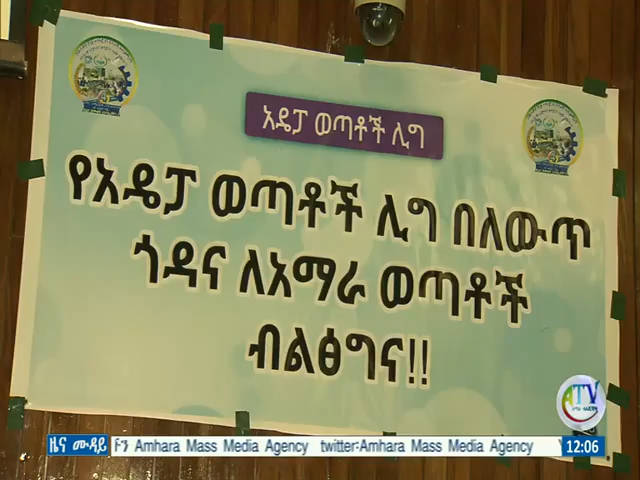 አዴፓ ወጣቶች ሊግ
የአዴፓ ወጣቶች ሊግ በለውጥ
ጎዳና ለአማራ ወጣቶች
ብልፅግና!!
ATV
ዜና ሙዳይ Amhara Mass Media Agency twitter:Amhara Mass Media Agency 12:06